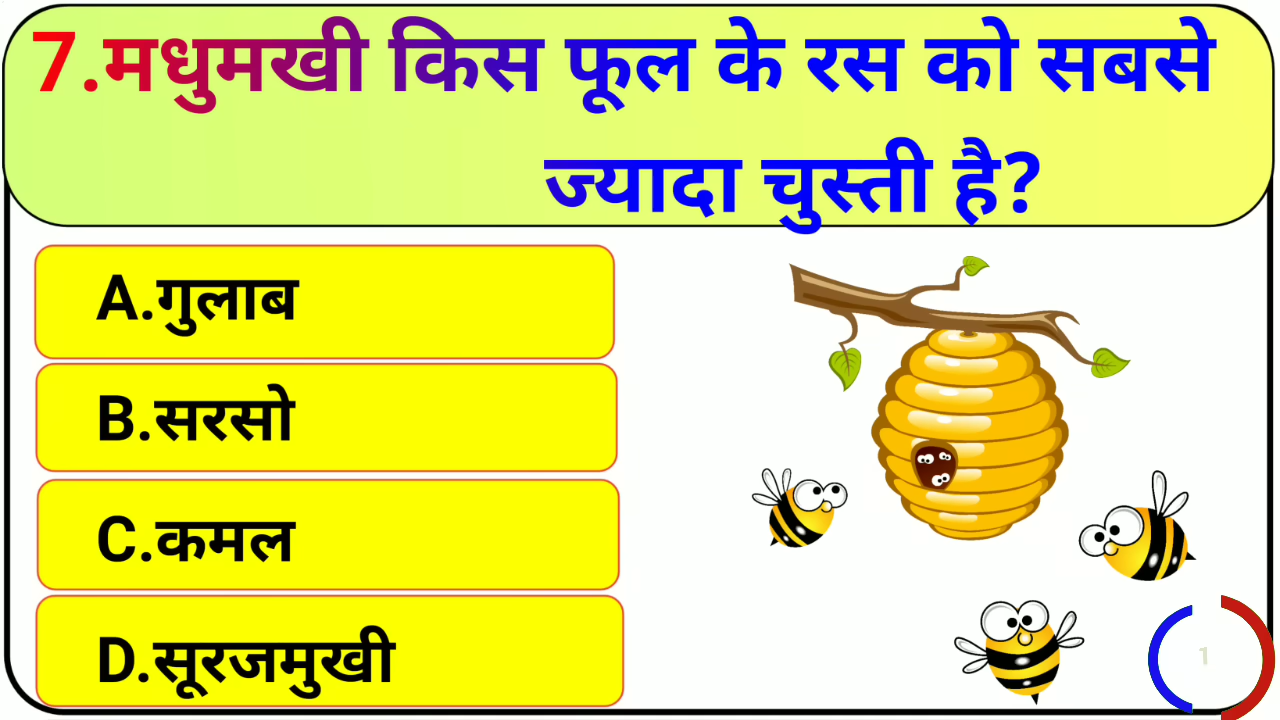 7.मधुमखी किस फूल के रस को सबसे
ज्यादा चुस्ती है?
A.गुलाब
B.सरसो
C.कमल
D.सूरजमुखी
1